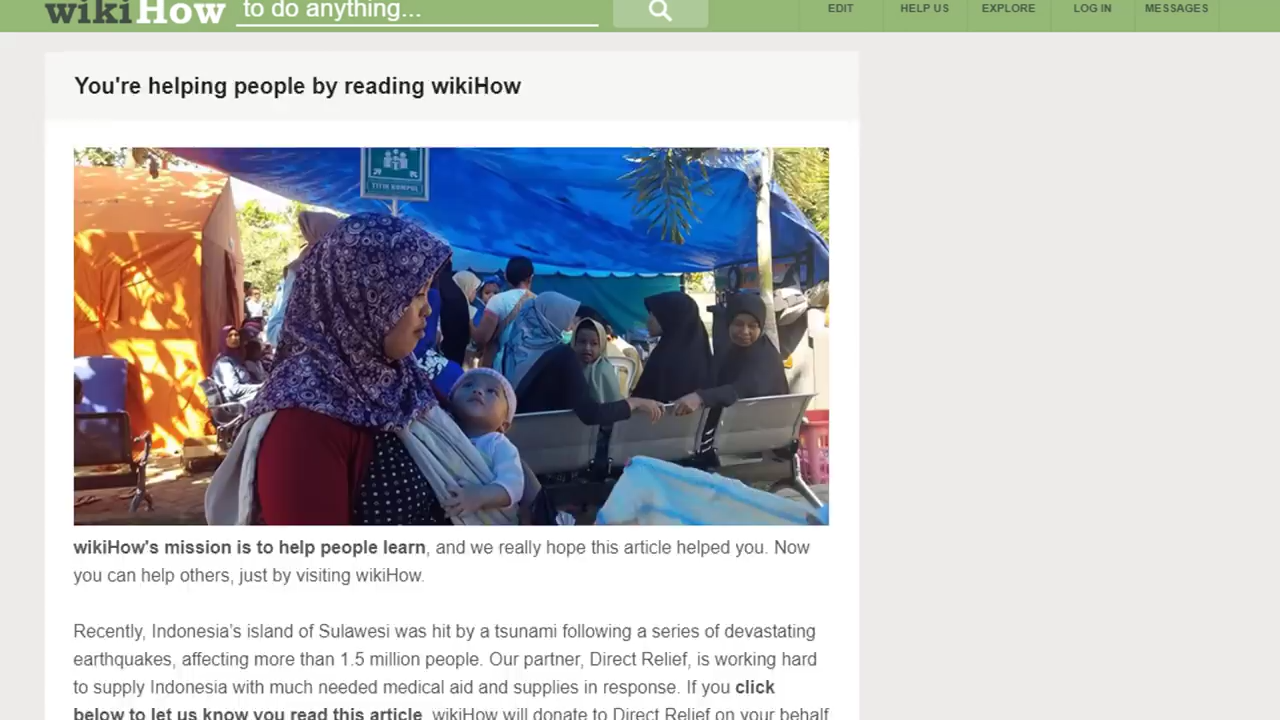 wikiHow to do anything...
EDIT HELP US EXPLORE LOG IN MESSAGES
You're helping people by reading wikiHow
TITIK KUMPUL
wikiHow's mission is to help people learn, and we really hope this article helped you. Now
you can help others, just by visiting wikiHow.
Recently, Indonesia’s island of Sulawesi was hit by a tsunami following a series of devastating
earthquakes, affecting more than 1.5 million people. Our partner, Direct Relief, is working hard
to supply Indonesia with much needed medical aid and supplies in response. If you click
below to let us know you read this article, wikiHow will donate to Direct Relief on your behalf